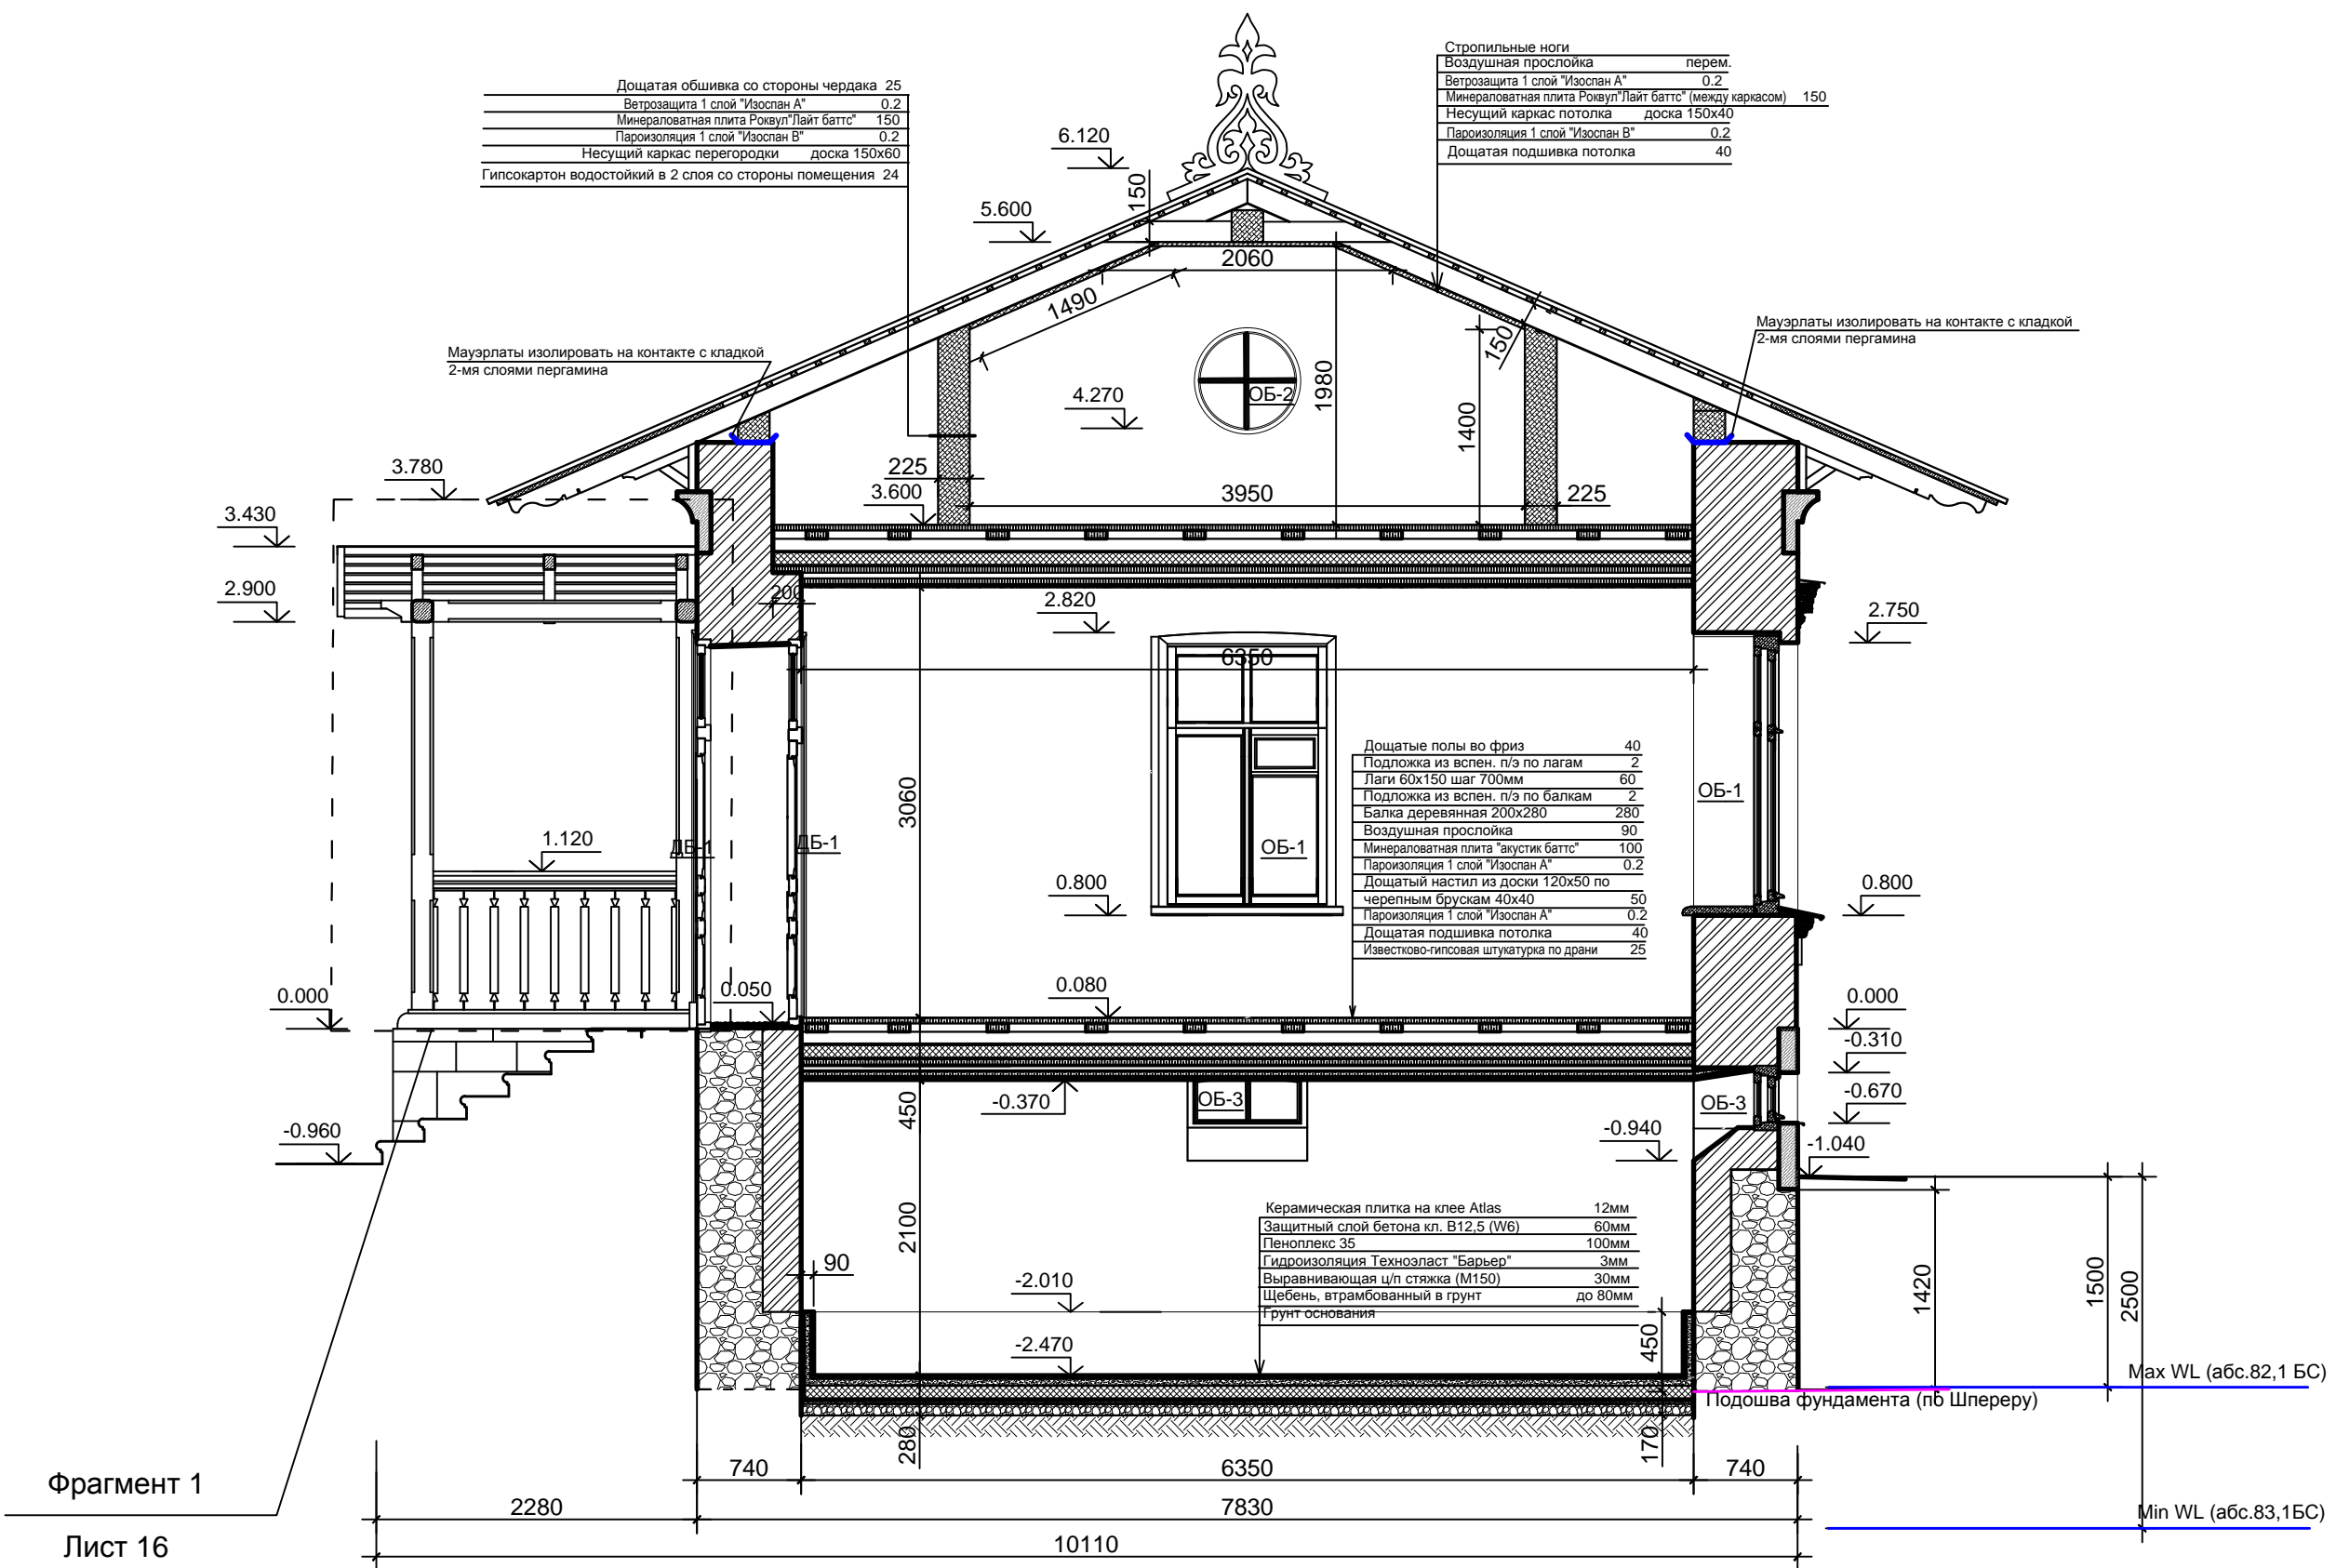 Дощатая обшивка со стороны чердака 25
Ветрозащита 1 слой "Изоспан А" 0.2
Минераловатная плита Роквул"Лайт баттс" 150
Пароизоляция 1 слой "Изоспан В" 0.2
Несущий каркас перегородки доска 150х60
Гипсокартон водостойкий в 2 слоя со стороны помещения 24
Стропильные ноги
Воздушная прослойка перем.
Ветрозащита 1 слой "Изоспан А" 0.2
Минераловатная плита Роквул"Лайт баттс" (между каркасом) 150
Несущий каркас потолка доска 150х40
Пароизоляция 1 слой "Изоспан В" 0.2
Дощатая подшивка потолка 40
6.120
150
5.600
2060
1490
150
Мауэрлаты изолировать на контакте с кладкой
2-мя слоями пергамина
Мауэрлаты изолировать на контакте с кладкой
2-мя слоями пергамина
4.270
ОБ-2
1980
1400
3.780
225
3.600
3950
225
3.430
2.900
200
2.820
2.750
6350
3060
Дощатые полы во фриз 40
Подложка из вспен. п/э по лагам 2
Лаги 60х150 шаг 700мм 60
Подложка из вспен. п/э по балкам 2
Балка деревянная 200х280 280
Воздушная прослойка 90
Минераловатная плита "акустик баттс" 100
Пароизоляция 1 слой "Изоспан А" 0.2
Дощатый настил из доски 120х50 по
черепным брускам 40х40 50
Пароизоляция 1 слой "Изоспан А" 0.2
Дощатая подшивка потолка 40
Известково-гипсовая штукатурка по драни 25
ОБ-1
1.120
ДБ-1
ДБ-1
ОБ-1
0.800
0.800
0.000
0.050
0.080
0.000
-0.310
-0.370
450
ОБ-3
ОБ-3
-0.670
-0.960
-0.940
-1.040
2100
90
Керамическая плитка на клее Atlas 12мм
Защитный слой бетона кл. В12,5 (W6) 60мм
Пеноплекс 35 100мм
Гидроизоляция Техноэласт "Барьер" 3мм
Выравнивающая ц/п стяжка (М150) 30мм
Щебень, втрамбованный в грунт до 80мм
Грунт основания
-2.010
-2.470
450
1420
1500
2500
Max WL (абс.82,1 БС)
Подошва фундамента (по Шпереру)
280
170
740
6350
740
Фрагмент 1
2280
7830
Min WL (абс.83,1БС)
Лист 16
10110